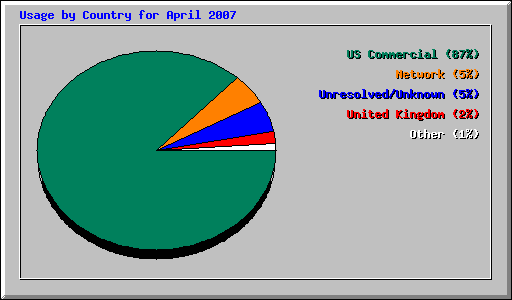 Usage by Country for April 2007
US Commercial (87%)
Network (5%)
Unresolved/Unknown (5%)
United Kingdom (2%)
Other (1%)